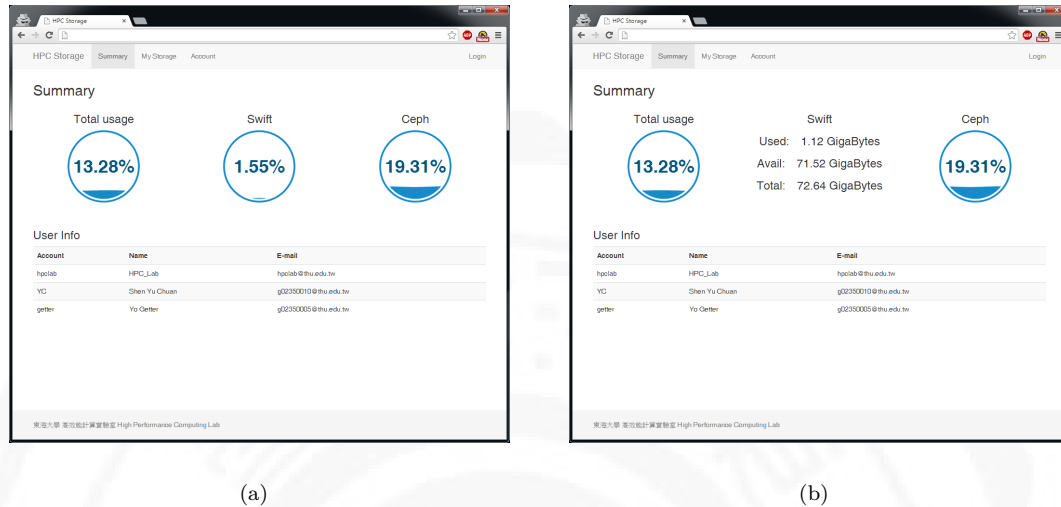 HPC Storage
HPC Storage Summary My Storage Account Login
Summary
Total usage Swift Ceph
13.28% 1.55% 19.31%
User Info
Account Name E-mail
hpclab HPC_Lab hpclab@thu.edu.tw
YC Shen Yu Chuan g02350010@thu.edu.tw
getter Yo Getter g02350005@thu.edu.tw
東海大學 高效能計算實驗室 High Performance Computing Lab
(a)
HPC Storage
HPC Storage Summary My Storage Account Login
Summary
Total usage Swift Ceph
13.28% 19.31%
Used: 1.12 GigaBytes
Avail: 71.52 GigaBytes
Total: 72.64 GigaBytes
User Info
Account Name E-mail
hpclab HPC_Lab hpclab@thu.edu.tw
YC Shen Yu Chuan g02350010@thu.edu.tw
getter Yo Getter g02350005@thu.edu.tw
東海大學 高效能計算實驗室 High Performance Computing Lab
(b)